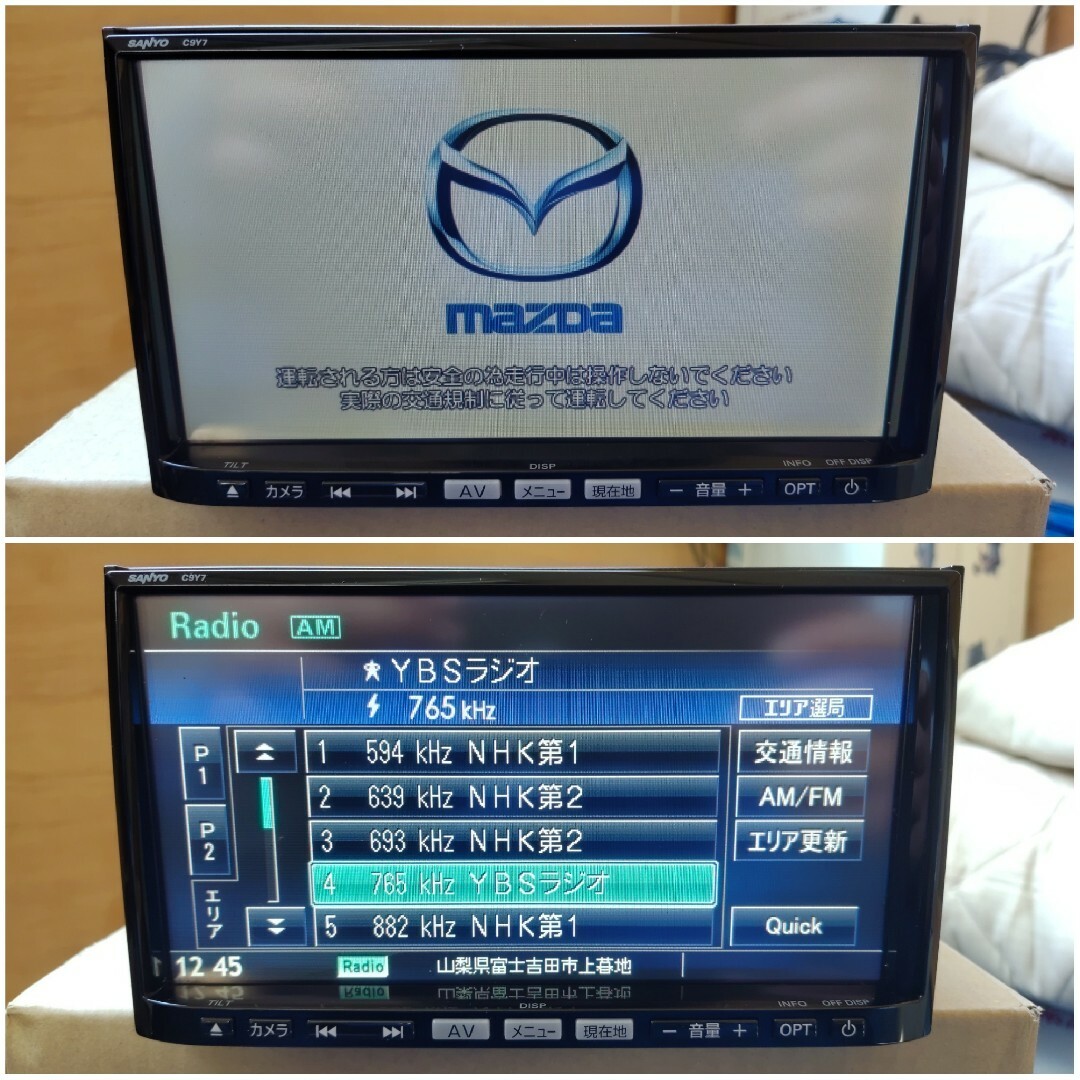 SANYO C9Y7
mazDa
運転される方は安全の為走行中は操作しないでください
実際の交通規制に従って運転してください
TILT DISP INFO OFF DISP
カメラ AV メニュー 現在地 － 音量 ＋ OPT
SANYO C9Y7
Radio AM
YBSラジオ
765 kHz エリア選局
P1
1 594 kHz NHK第1 交通情報
2 639 kHz NHK第2 AM/FM
P2
3 693 kHz NHK第2 エリア更新
4 765 kHz YBSラジオ
エリア
5 882 kHz NHK第1 Quick
12 45 Radio 山梨県富士吉田市上暮地
TILT DISP INFO OFF DISP
カメラ AV メニュー 現在地 － 音量 ＋ OPT